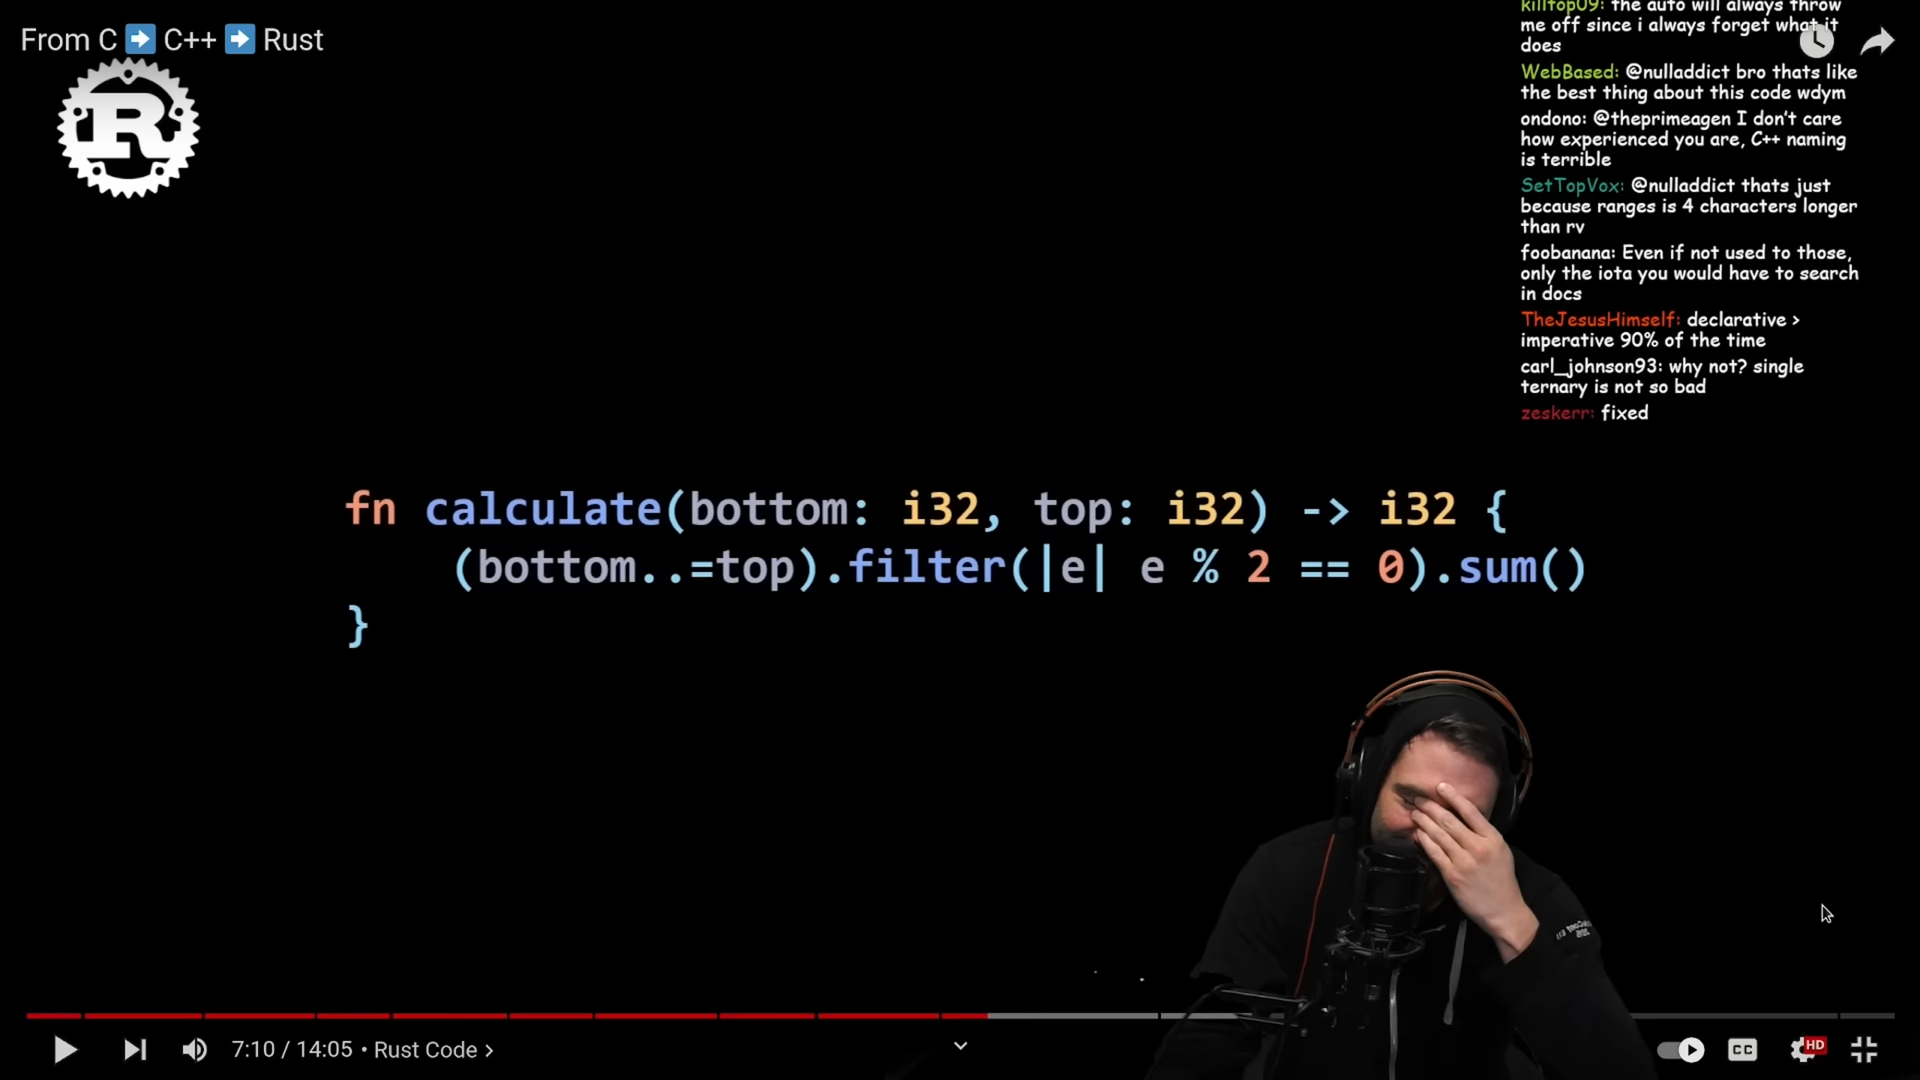 From C ➡ C++ ➡ Rust
R
killtop09: the auto will always throw
me off since i always forget what it
does
WebBased: @nulladdict bro thats like
the best thing about this code wdym
ondono: @theprimeagen I don't care
how experienced you are, C++ naming
is terrible
SetTopVox: @nulladdict thats just
because ranges is 4 characters longer
than rv
foobanana: Even if not used to those,
only the iota you would have to search
in docs
TheJesusHimself: declarative >
imperative 90% of the time
carl_johnson93: why not? single
ternary is not so bad
zeskerr: fixed
fn calculate(bottom: i32, top: i32) -> i32 {
(bottom..=top).filter(|e| e % 2 == 0).sum()
}
7:10 / 14:05 • Rust Code >
CC
HD